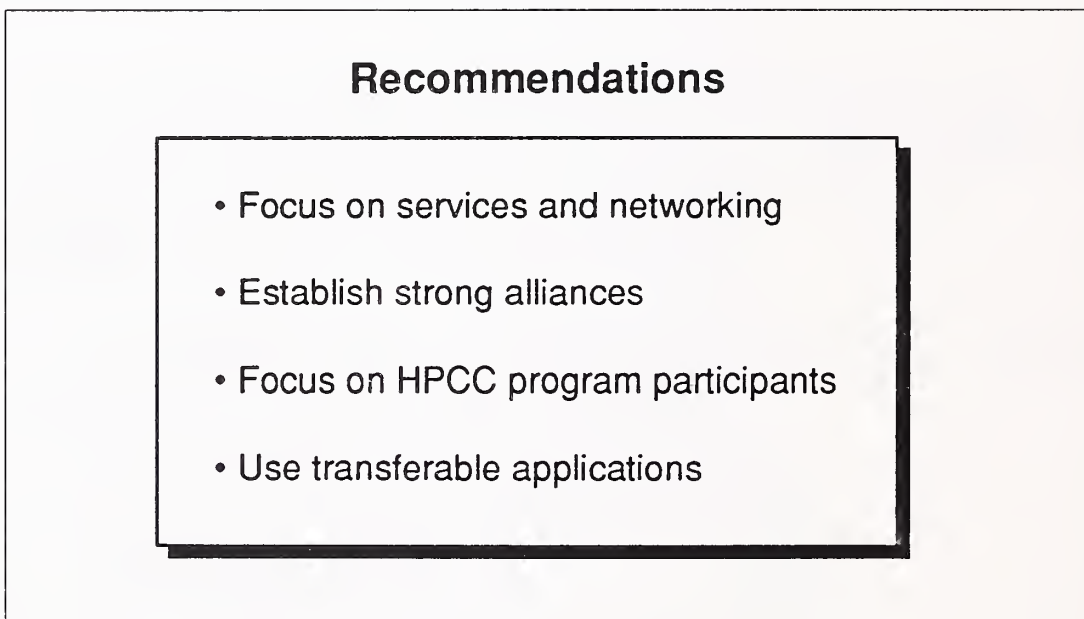 Recommendations
• Focus on services and networking
• Establish strong alliances
• Focus on HPCC program participants
• Use transferable applications